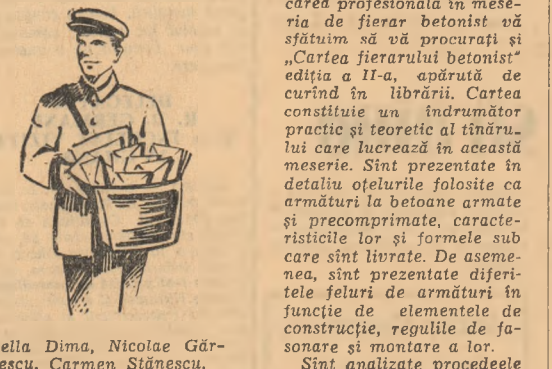 ella Dima, Nicolae Găr-
escu, Carmen Stănescu,
carea profesională în mese-
ria de fierar betonist vă
sfătuim să vă procurați și
„Cartea fierarului betonist"
ediția a II-a, apărută de
curînd în librării. Cartea
constituie un îndrumător
practic și teoretic al tînăru-
lui care lucrează în această
meserie. Sînt prezentate în
detaliu oțelurile folosite ca
armături la betoane armate
și precomprimate, caracte-
risticile lor și formele sub
care sînt livrate. De aseme-
nea, sînt prezentate diferi-
tele feluri de armături în
funcție de elementele de
construcție, regulile de fa-
sonare și montare a lor.
Sînt analizate procedeele